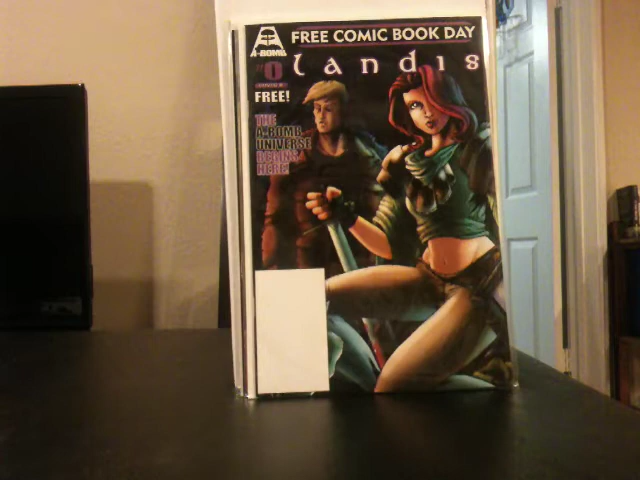 FREE COMIC BOOK DAY
A-BOMB
Landis
#0
FREE!
THE
A-BOMB
UNIVERSE
BEGINS
HERE!